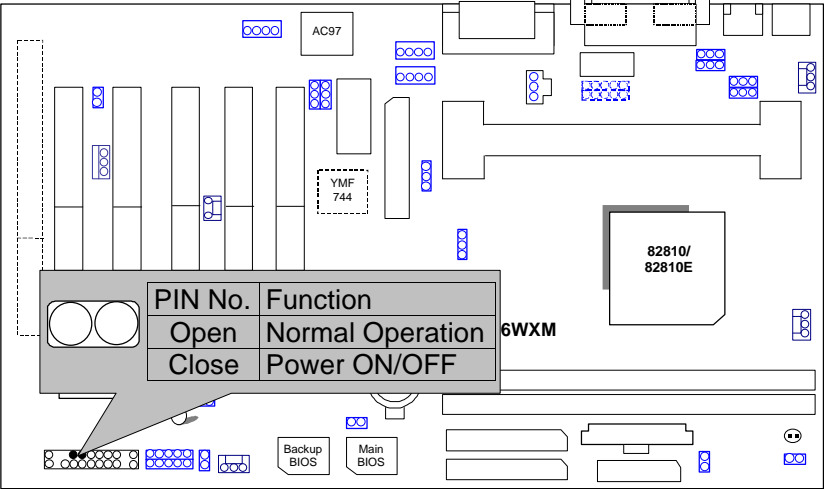 AC97
YMF
744
82810/
82810E
PIN No. Function
Open Normal Operation
Close Power ON/OFF
6WXM
Backup
BIOS
Main
BIOS